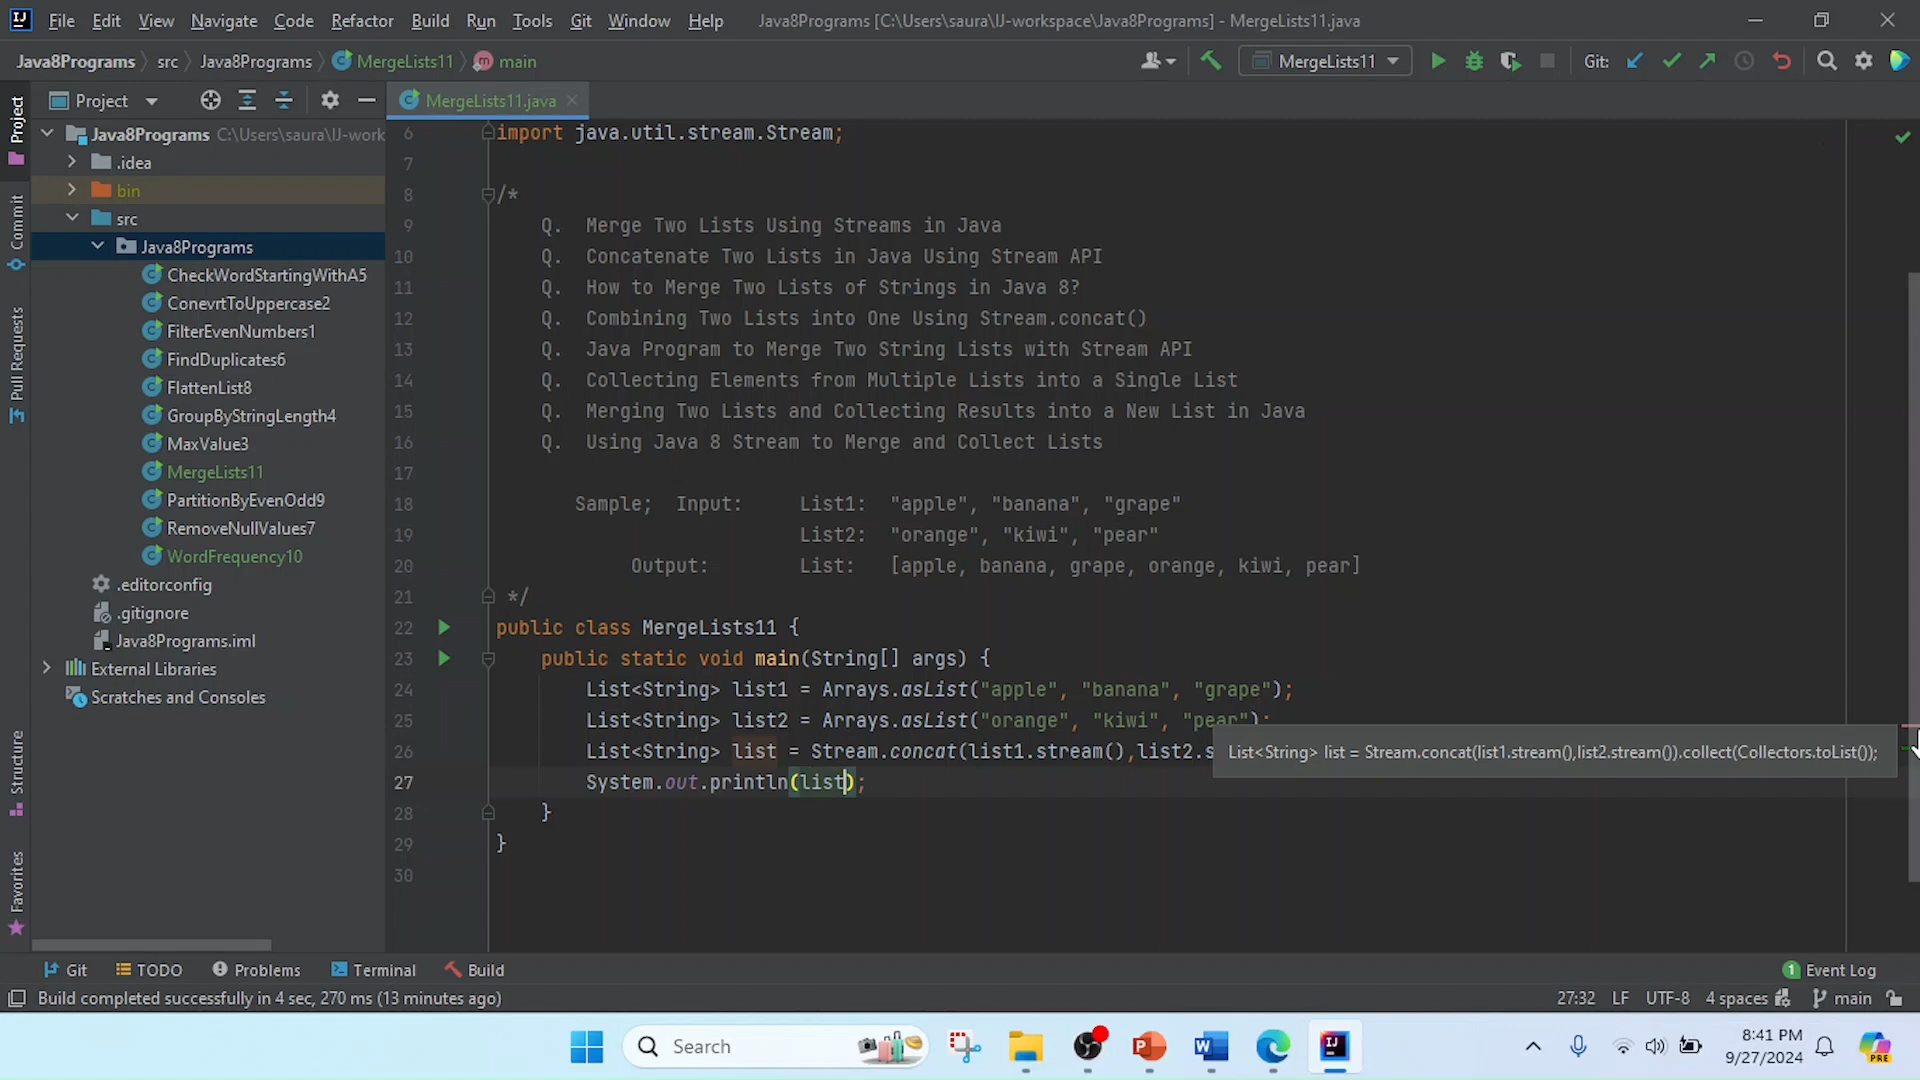 File Edit View Navigate Code Refactor Build Run Tools Git Window Help Java8Programs [C:\Users\saura\IJ-workspace\Java8Programs] - MergeLists11.java
Java8Programs src Java8Programs MergeLists11 main MergeLists11 Git:
Project MergeLists11.java
Project
Commit
Pull Requests
Structure
Favorites
Java8Programs C:\Users\saura\IJ-work
.idea
bin
src
Java8Programs
CheckWordStartingWithA5
ConevrtToUppercase2
FilterEvenNumbers1
FindDuplicates6
FlattenList8
GroupByStringLength4
MaxValue3
MergeLists11
PartitionByEvenOdd9
RemoveNullValues7
WordFrequency10
.editorconfig
.gitignore
Java8Programs.iml
External Libraries
Scratches and Consoles
6 import java.util.stream.Stream;
7
8 /*
9 Q. Merge Two Lists Using Streams in Java
10 Q. Concatenate Two Lists in Java Using Stream API
11 Q. How to Merge Two Lists of Strings in Java 8?
12 Q. Combining Two Lists into One Using Stream.concat()
13 Q. Java Program to Merge Two String Lists with Stream API
14 Q. Collecting Elements from Multiple Lists into a Single List
15 Q. Merging Two Lists and Collecting Results into a New List in Java
16 Q. Using Java 8 Stream to Merge and Collect Lists
17
18 Sample; Input: List1: "apple", "banana", "grape"
19 List2: "orange", "kiwi", "pear"
20 Output: List: [apple, banana, grape, orange, kiwi, pear]
21 */
22 public class MergeLists11 {
23 public static void main(String[] args) {
24 List<String> list1 = Arrays.asList("apple", "banana", "grape");
25 List<String> list2 = Arrays.asList("orange", "kiwi", "pear");
26 List<String> list = Stream.concat(list1.stream(),list2.s
List<String> list = Stream.concat(list1.stream(),list2.stream()).collect(Collectors.toList());
27 System.out.println(list);
28 }
29 }
30
Git TODO Problems Terminal Build 1 Event Log
Build completed successfully in 4 sec, 270 ms (13 minutes ago) 27:32 LF UTF-8 4 spaces main
Search 8:41 PM
9/27/2024
PRE